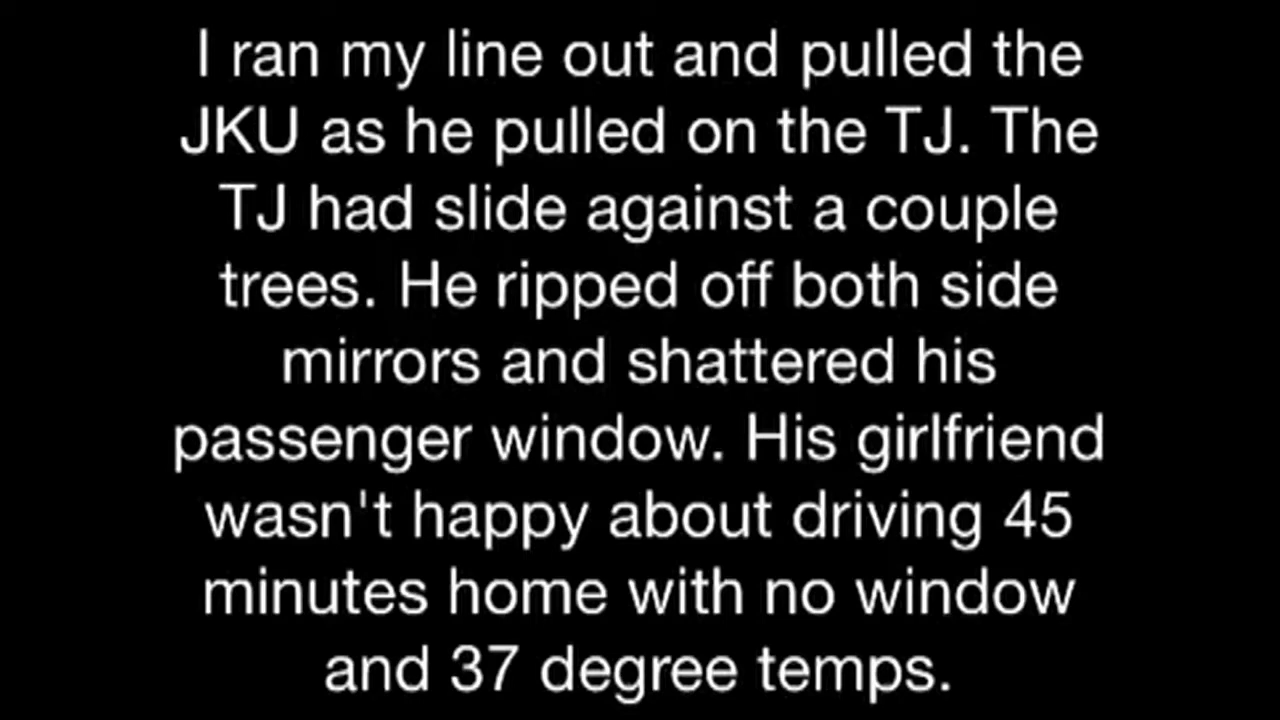 I ran my line out and pulled the
JKU as he pulled on the TJ. The
TJ had slide against a couple
trees. He ripped off both side
mirrors and shattered his
passenger window. His girlfriend
wasn't happy about driving 45
minutes home with no window
and 37 degree temps.